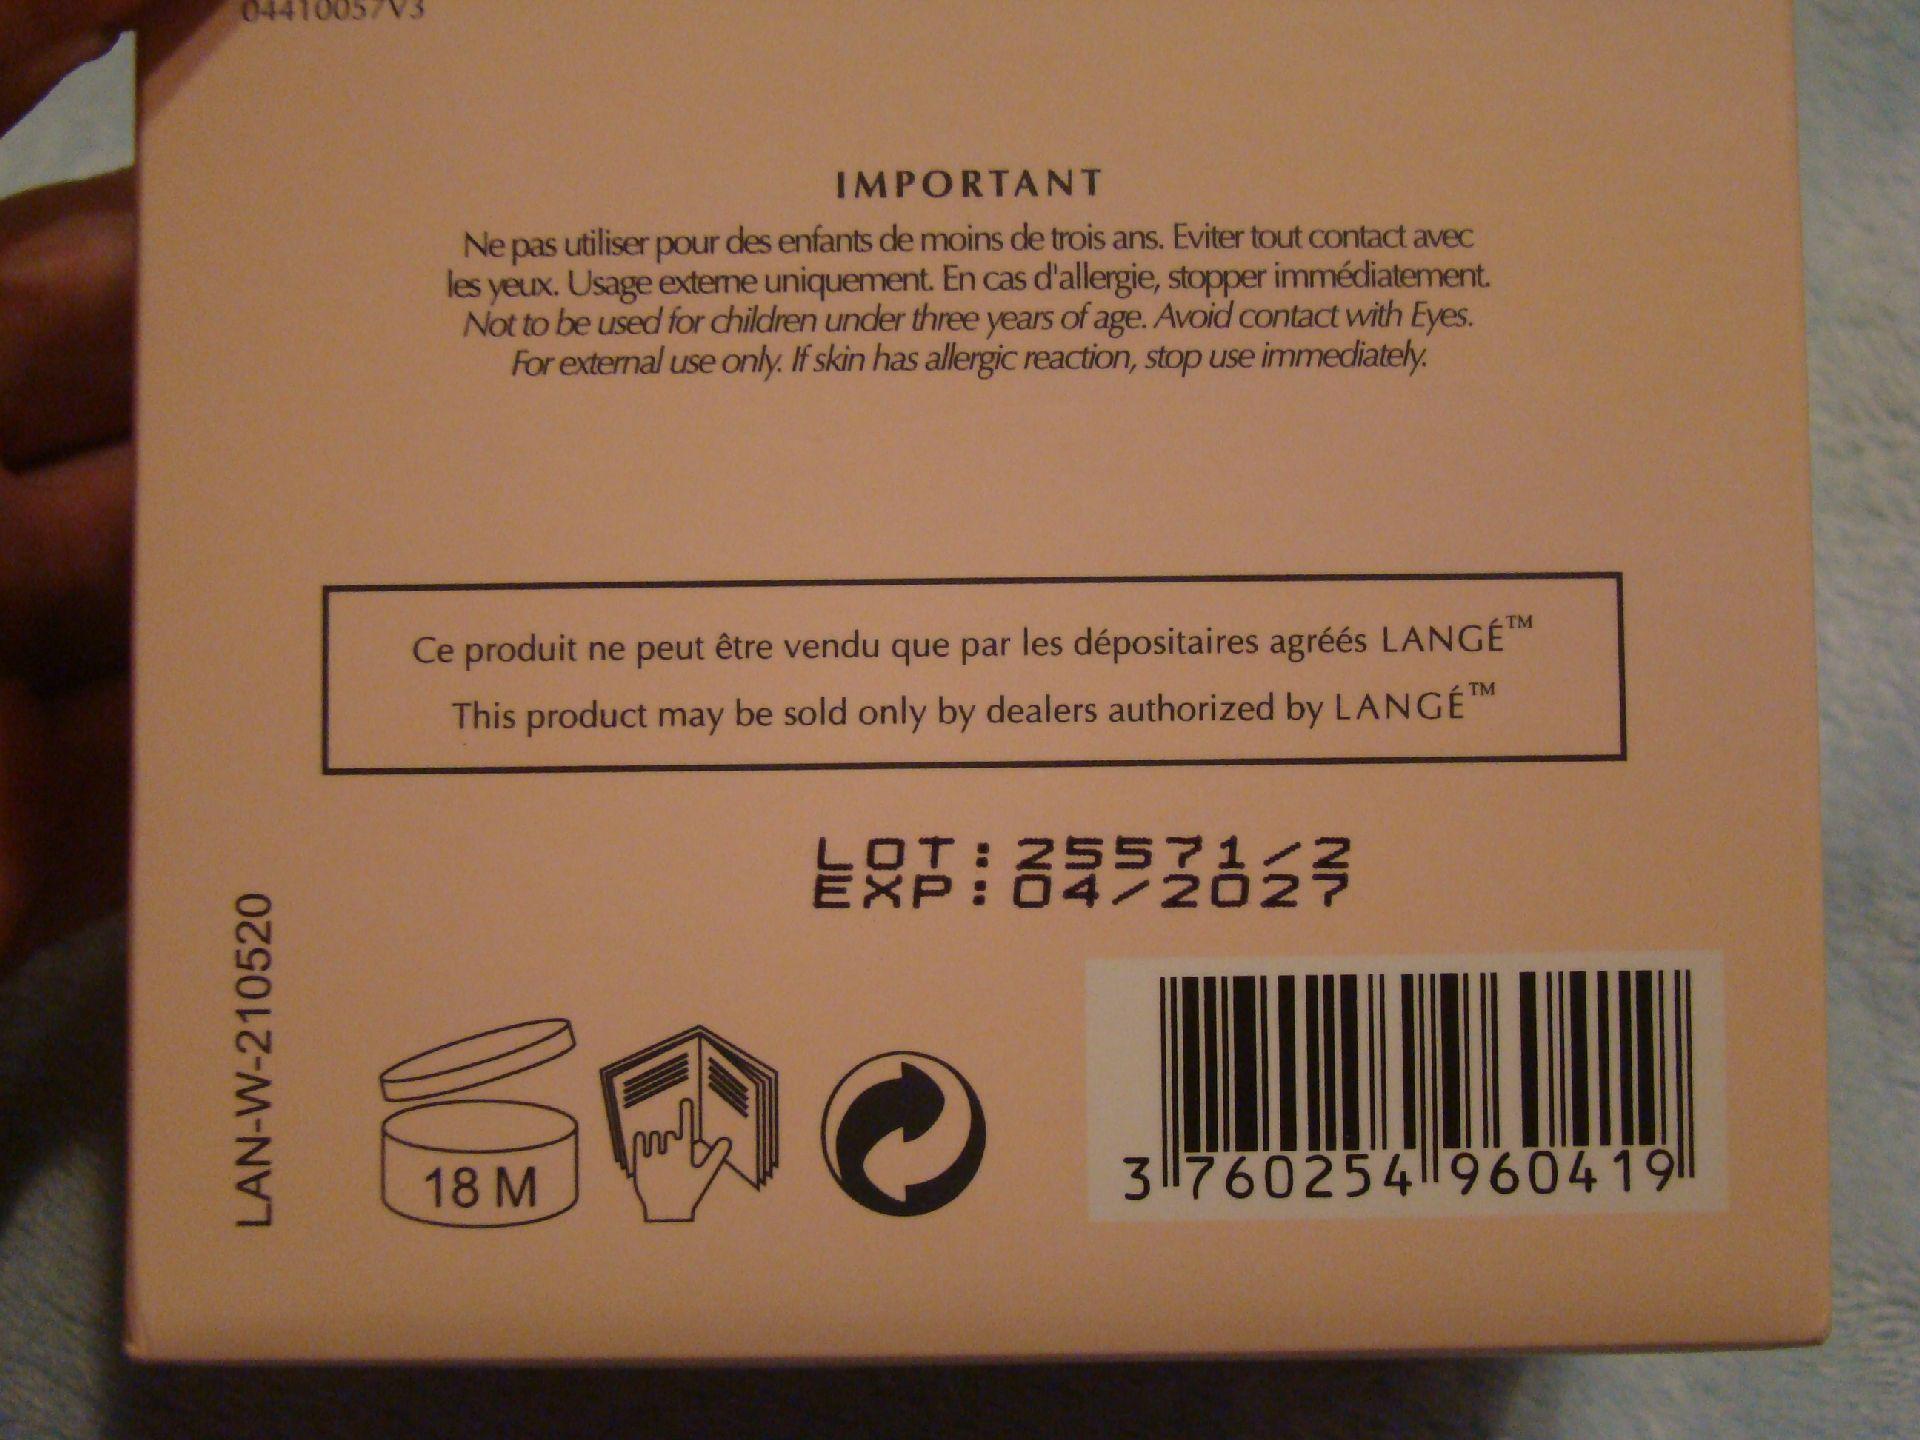 04410057V3
IMPORTANT
Ne pas utiliser pour des enfants de moins de trois ans. Eviter tout contact avec
les yeux. Usage externe uniquement. En cas d'allergie, stopper immédiatement.
Not to be used for children under three years of age. Avoid contact with Eyes.
For external use only. If skin has allergic reaction, stop use immediately.
Ce produit ne peut être vendu que par les dépositaires agréés LANGÉ™
This product may be sold only by dealers authorized by LANGÉ™
LOT:25571/2
EXP:04/2027
LAN-W-210520
18 M
3 760254 960419